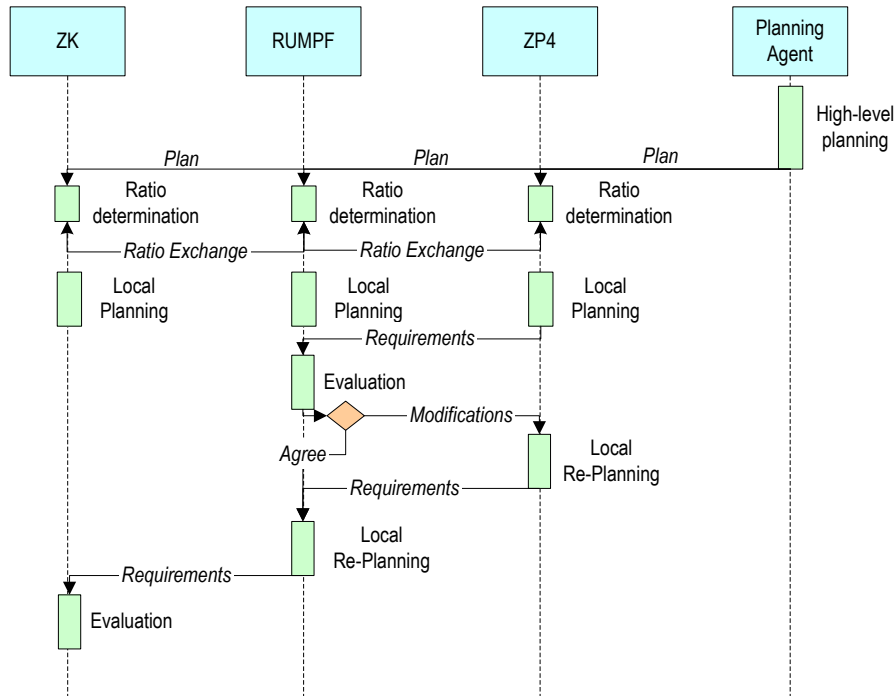 ZK
RUMPF
ZP4
Planning
Agent
High-level
planning
Plan
Plan
Plan
Ratio
determination
Ratio
determination
Ratio
determination
Ratio Exchange
Ratio Exchange
Local
Planning
Local
Planning
Local
Planning
Requirements
Evaluation
Modifications
Agree
Local
Re-Planning
Requirements
Local
Re-Planning
Requirements
Evaluation